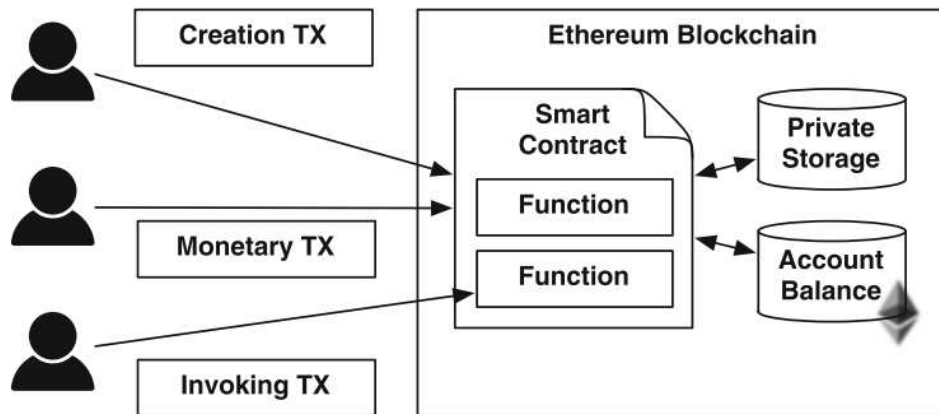 Creation TX
Monetary TX
Invoking TX
Ethereum Blockchain
Smart
Contract
Function
Function
Private
Storage
Account
Balance